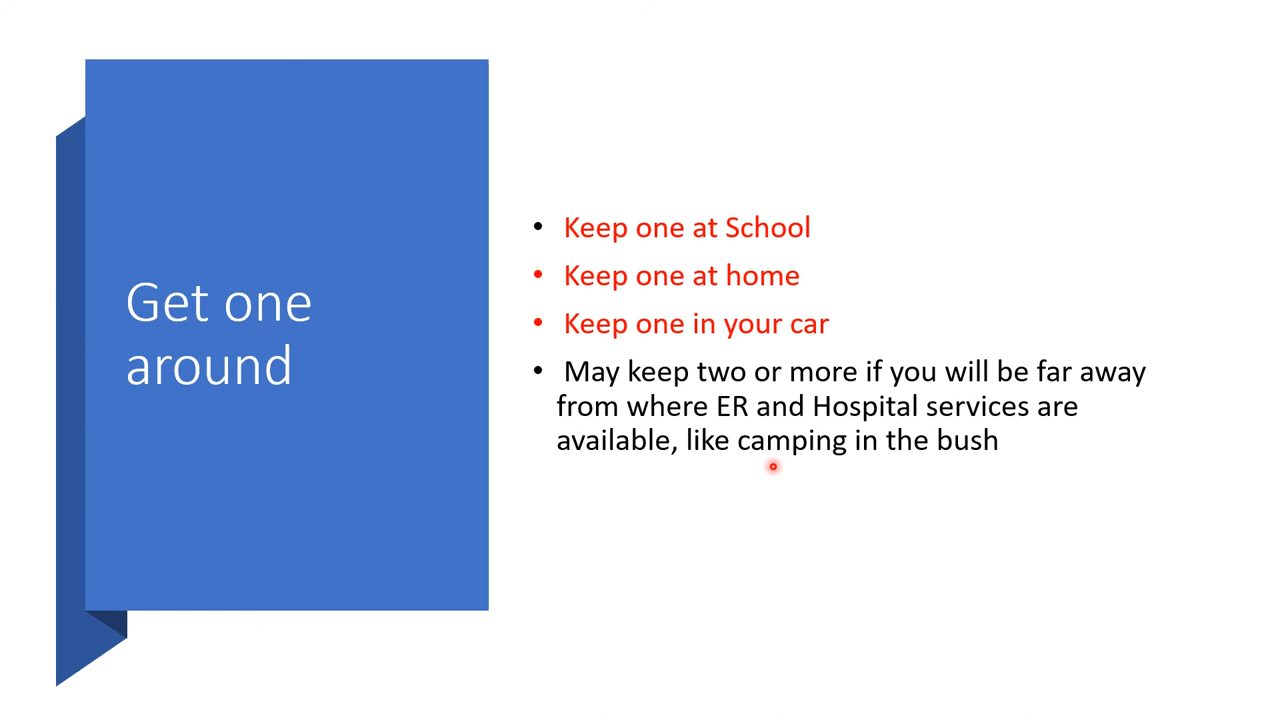 Get one
around
• Keep one at School
• Keep one at home
• Keep one in your car
• May keep two or more if you will be far away
from where ER and Hospital services are
available, like camping in the bush